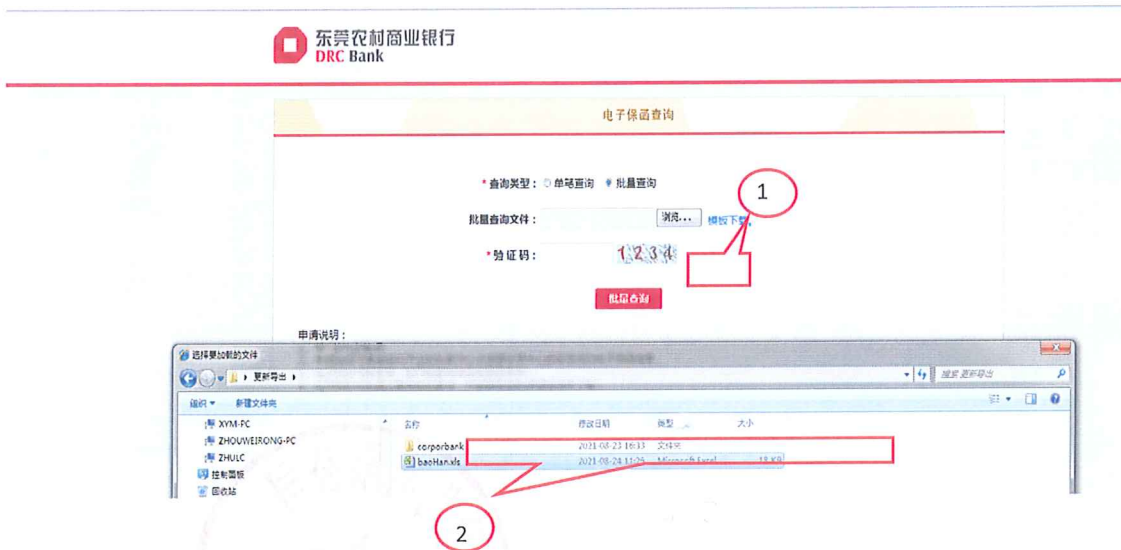 东莞农村商业银行
DRC Bank
电子保函查询
*查询类型： 单笔查询 批量查询
1
批量查询文件： 浏览... 模板下载
*验证码： 1234
批量查询
申请说明：
选择要加载的文件
更新导出
搜索 更新导出
组织 新建文件夹
XYM-PC
名称 修改日期 类型 大小
ZHOUWEIRONG-PC
corporbank 2021-08-23 16:33 文件夹
ZHULC
baoHan.xls 2021-08-24 11:25 Microsoft Excel 18 KB
控制面板
回收站
2